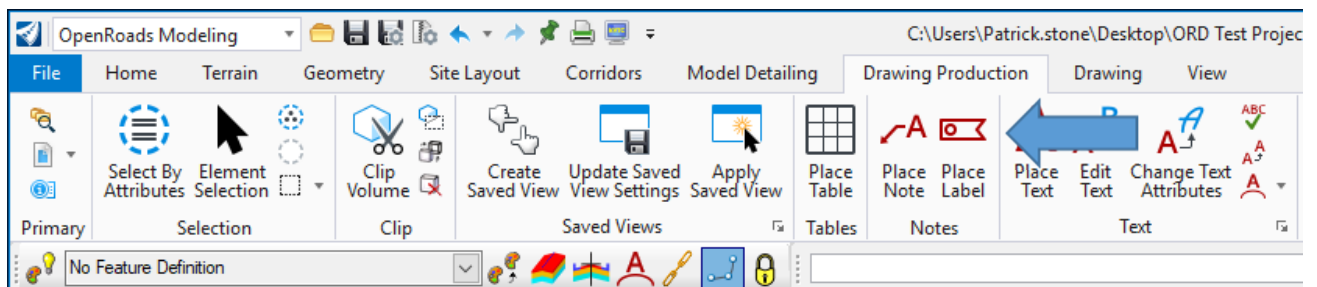 OpenRoads Modeling
C:\Users\Patrick.stone\Desktop\ORD Test Projec
File Home Terrain Geometry Site Layout Corridors Model Detailing Drawing Production Drawing View
Select By Attributes
Element Selection
Clip Volume
Create Saved View
Update Saved View Settings
Apply Saved View
Place Table
A
Place Note
Place Label
Place Text
Edit Text
A
Change Text Attributes
ABC
A
A
A
Primary Selection Clip Saved Views Tables Notes Text
No Feature Definition
A